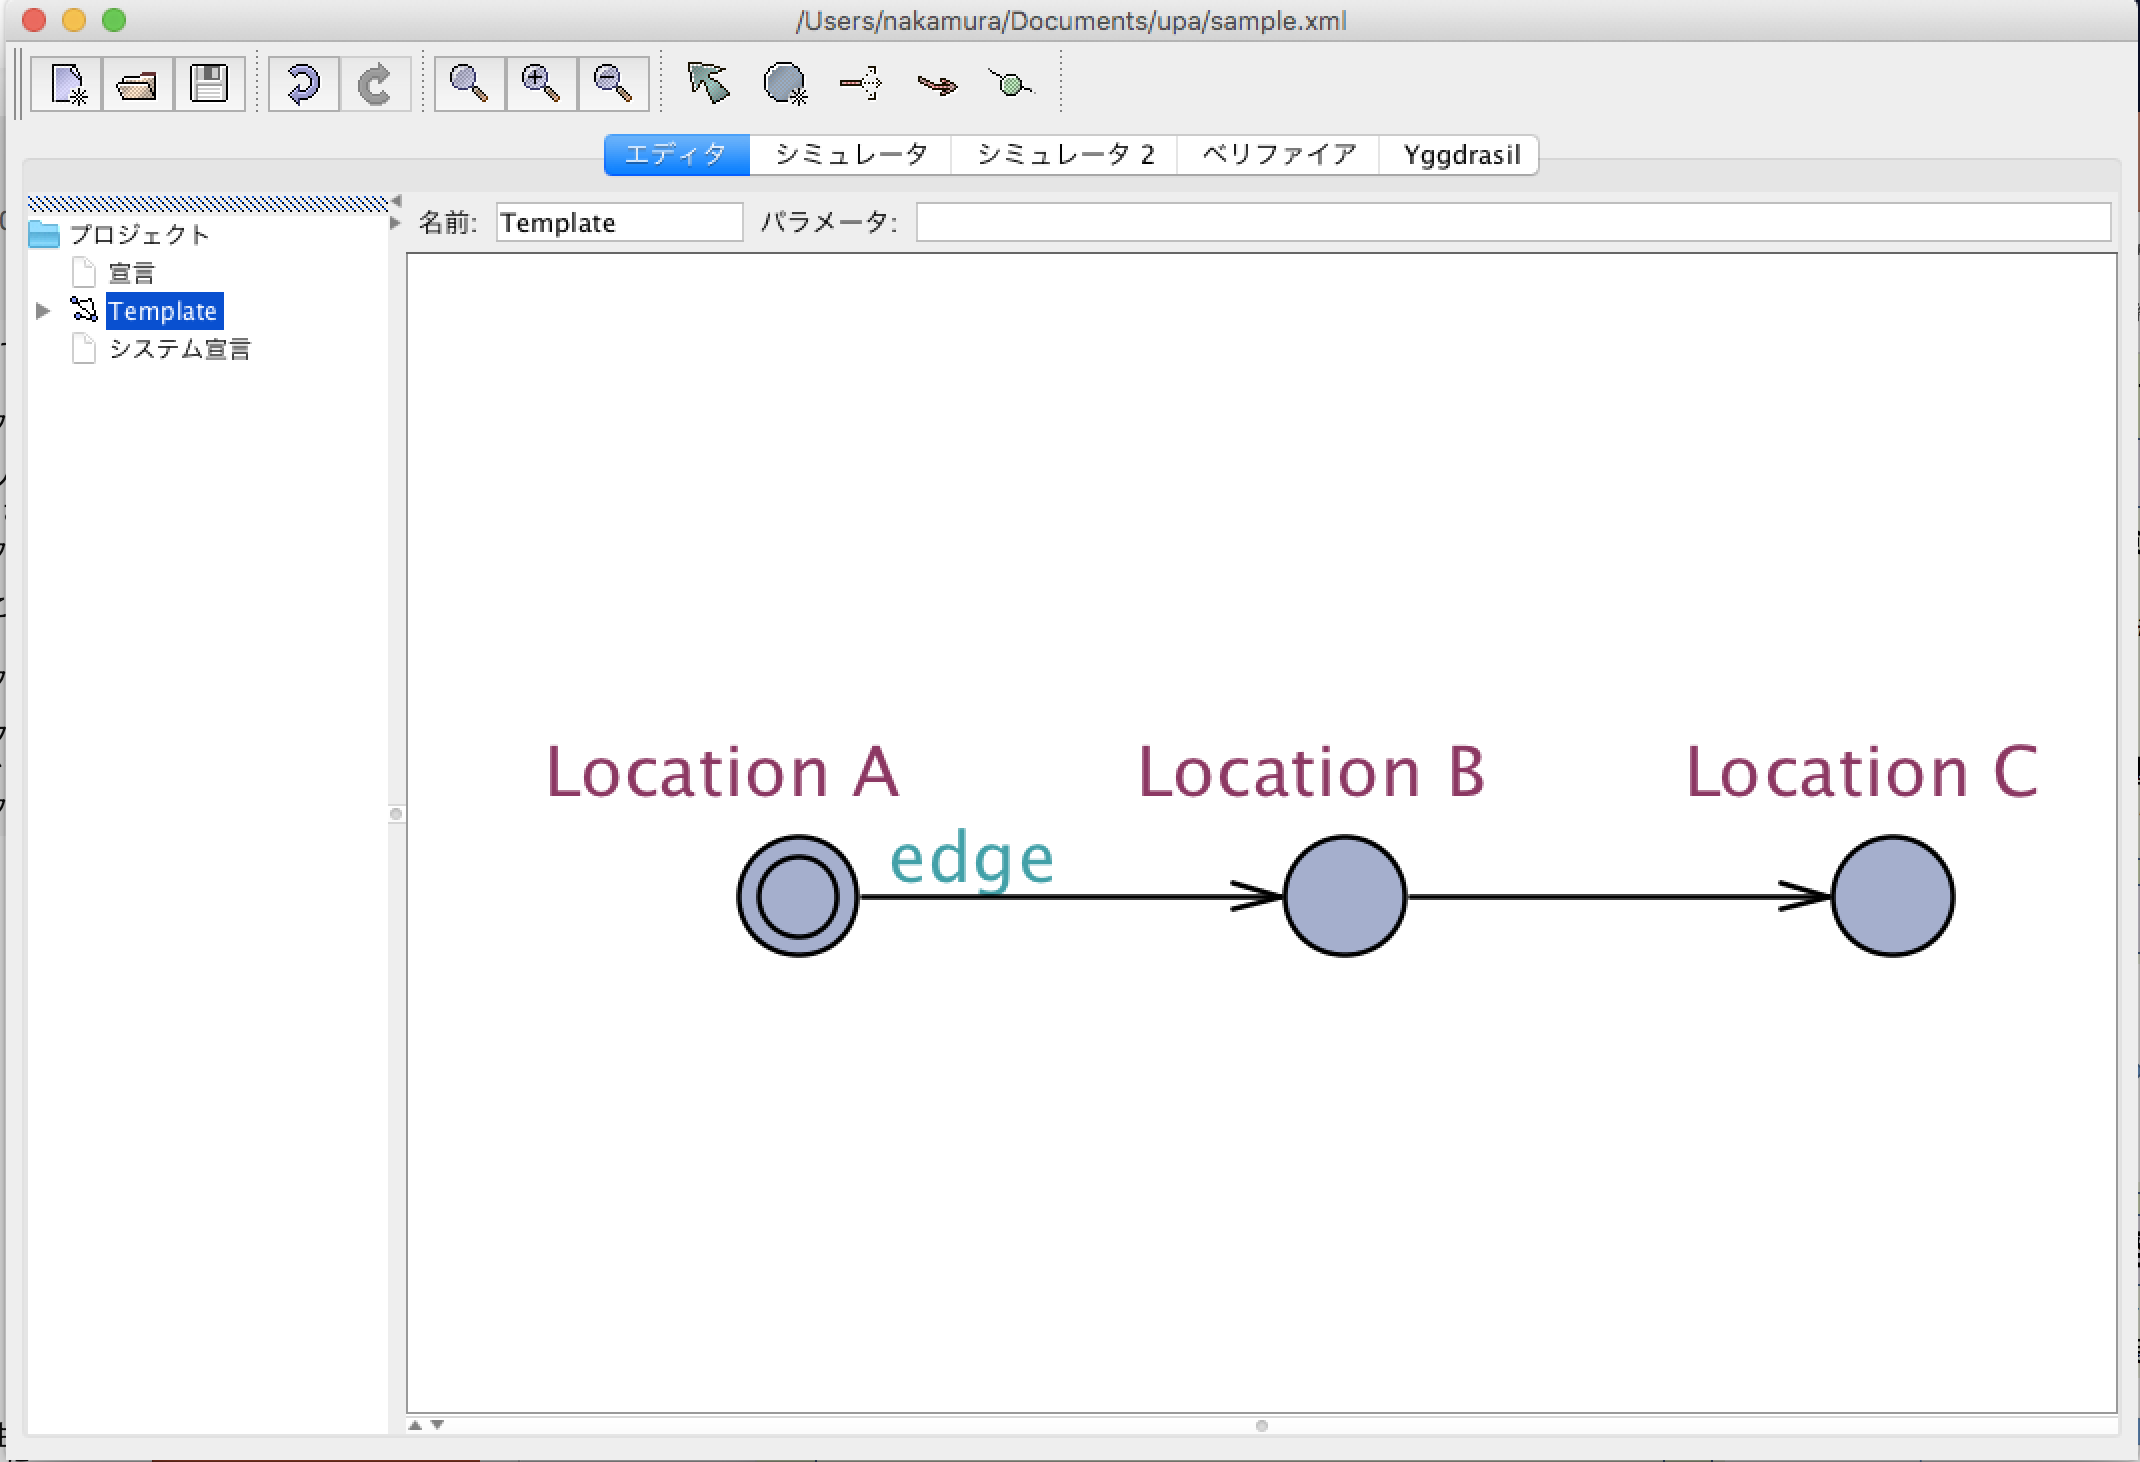 /Users/nakamura/Documents/upa/sample.xml
エディタ シミュレータ シミュレータ 2 ベリファイア Yggdrasil
名前: Template パラメータ:
プロジェクト
宣言
Template
システム宣言
Location A Location B Location C
edge